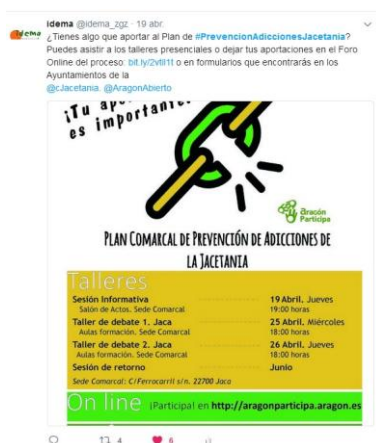 idema @idema_zgz · 19 abr.
¿Tienes algo que aportar al Plan de #PrevencionAdiccionesJacetania?
Puedes asistir a los talleres presenciales o dejar tus aportaciones en el Foro
Online del proceso: bit.ly/2vtil1t o en formularios que encontrarás en los
Ayuntamientos de la
@cJacetania. @AragonAbierto
¡Tu
es importante.
Aragón
Participa
PLAN COMARCAL DE PREVENCIÓN DE ADICCIONES DE
LA JACETANIA
Talleres
Sesión Informativa 19 Abril, Jueves
Salón de Actos. Sede Comarcal 19:00 horas
Taller de debate 1. Jaca 25 Abril, Miércoles
Aulas formación. Sede Comarcal 18:00 horas
Taller de debate 2. Jaca 26 Abril, Jueves
Aulas formación. Sede Comarcal 18:00 horas
Sesión de retorno Junio
Sede Comarcal: C/Ferrocarril s/n. 22700 Jaca
On line ¡Participa! en http://aragonparticipa.aragon.es
4 6